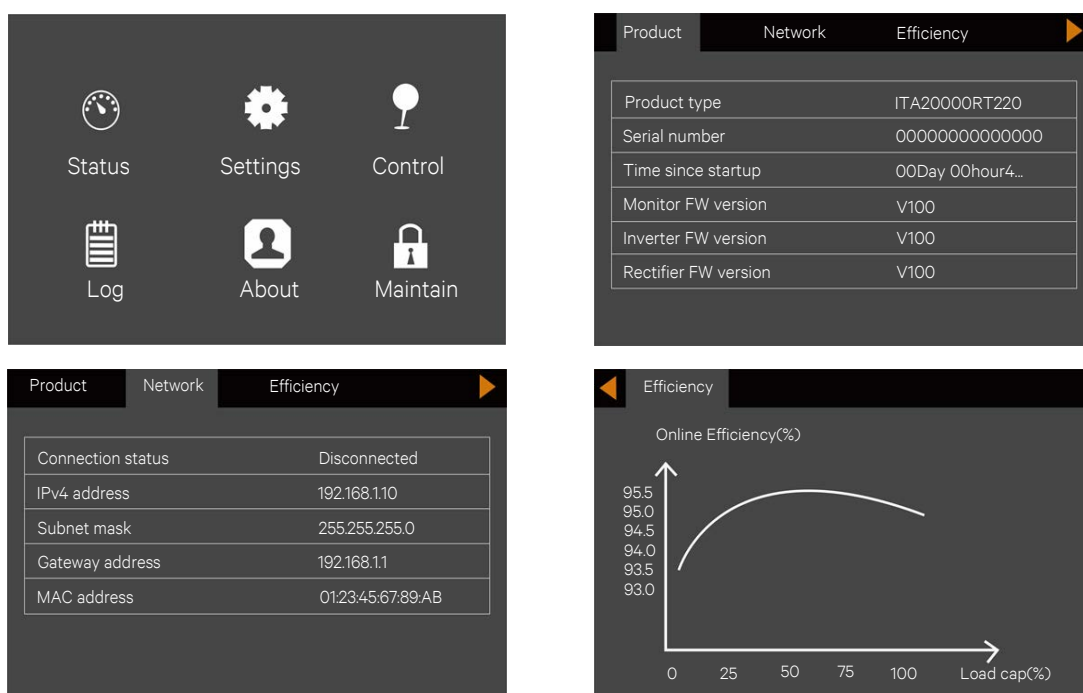 Status Settings Control
Log About Maintain
Product Network Efficiency
Product type ITA20000RT220
Serial number 00000000000000
Time since startup 00Day 00hour4...
Monitor FW version V100
Inverter FW version V100
Rectifier FW version V100
Product Network Efficiency
Connection status Disconnected
IPv4 address 192.168.1.10
Subnet mask 255.255.255.0
Gateway address 192.168.1.1
MAC address 01:23:45:67:89:AB
Efficiency
Online Efficiency(%)
95.5
95.0
94.5
94.0
93.5
93.0
0 25 50 75 100 Load cap(%)